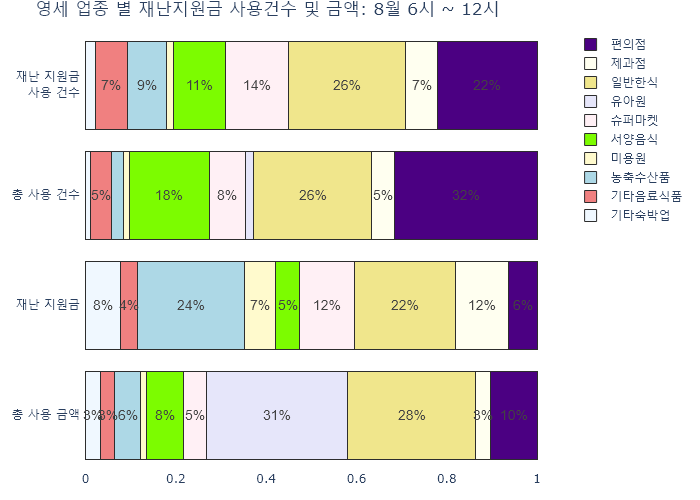 영세 업종 별 재난지원금 사용건수 및 금액: 8월 6시 ~ 12시
재난 지원금
사용 건수
7%
9%
11%
14%
26%
7%
22%
총 사용 건수
5%
18%
8%
26%
5%
32%
재난 지원금
8%
4%
24%
7%
5%
12%
22%
12%
6%
총 사용 금액
3%
3%
6%
8%
5%
31%
28%
3%
10%
0
0.2
0.4
0.6
0.8
1
편의점
제과점
일반한식
유아원
슈퍼마켓
서양음식
미용원
농축수산품
기타음료식품
기타숙박업